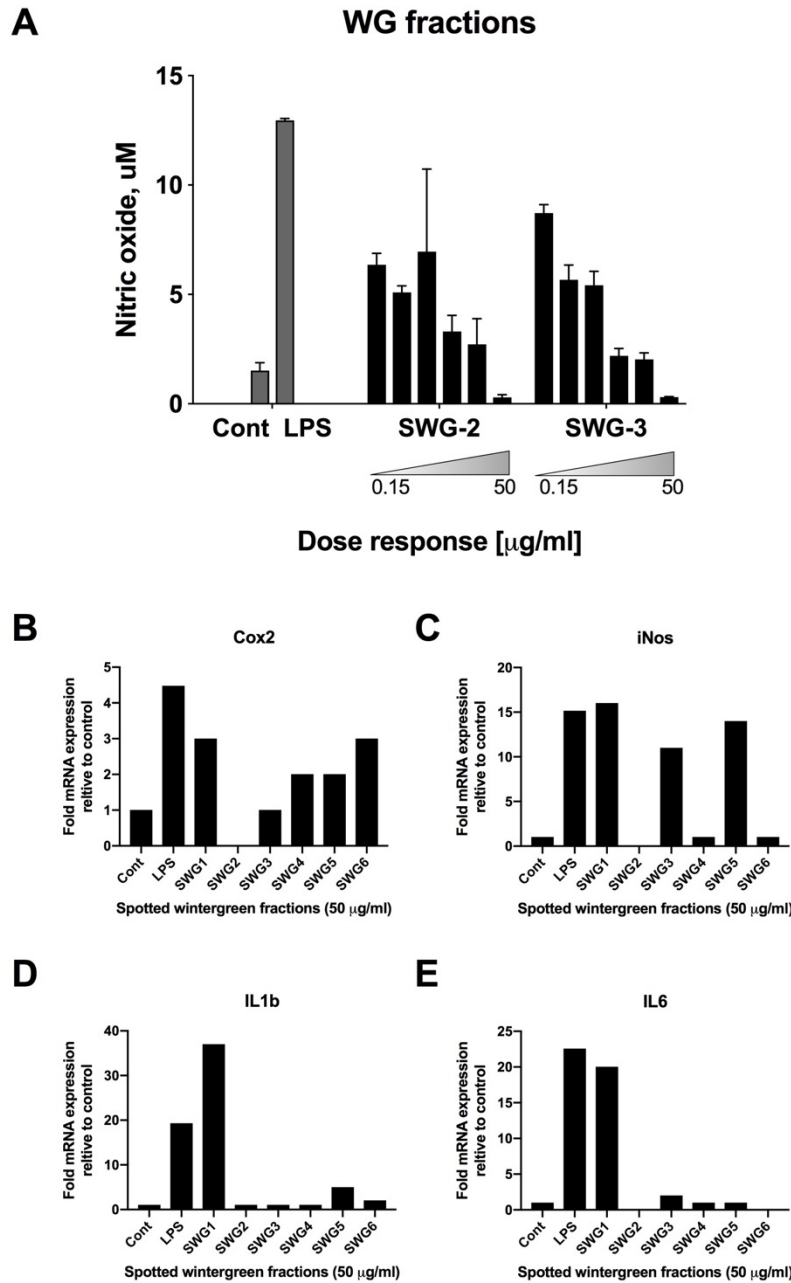 A
WG fractions
Nitric oxide, uM
15
10
5
0
Cont LPS SWG-2 SWG-3
0.15 50 0.15 50
Dose response [μg/ml]
B
Cox2
Fold mRNA expression
reltive to control
5
4
3
2
1
0
Cont LPS SWG1 SWG2 SWG3 SWG4 SWG5 SWG6
Spotted wintergreen fractions (50 μg/ml)
C
iNos
Fold mRNA expression
reltive to control
20
15
10
5
0
Cont LPS SWG1 SWG2 SWG3 SWG4 SWG5 SWG6
Spotted wintergreen fractions (50 μg/ml)
D
IL1b
Fold mRNA expression
reltive to control
40
30
20
10
0
Cont LPS SWG1 SWG2 SWG3 SWG4 SWG5 SWG6
Spotted wintergreen fractions (50 μg/ml)
E
IL6
Fold mRNA expression
reltive to control
25
20
15
10
5
0
Cont LPS SWG1 SWG2 SWG3 SWG4 SWG5 SWG6
Spotted wintergreen fractions (50 μg/ml)